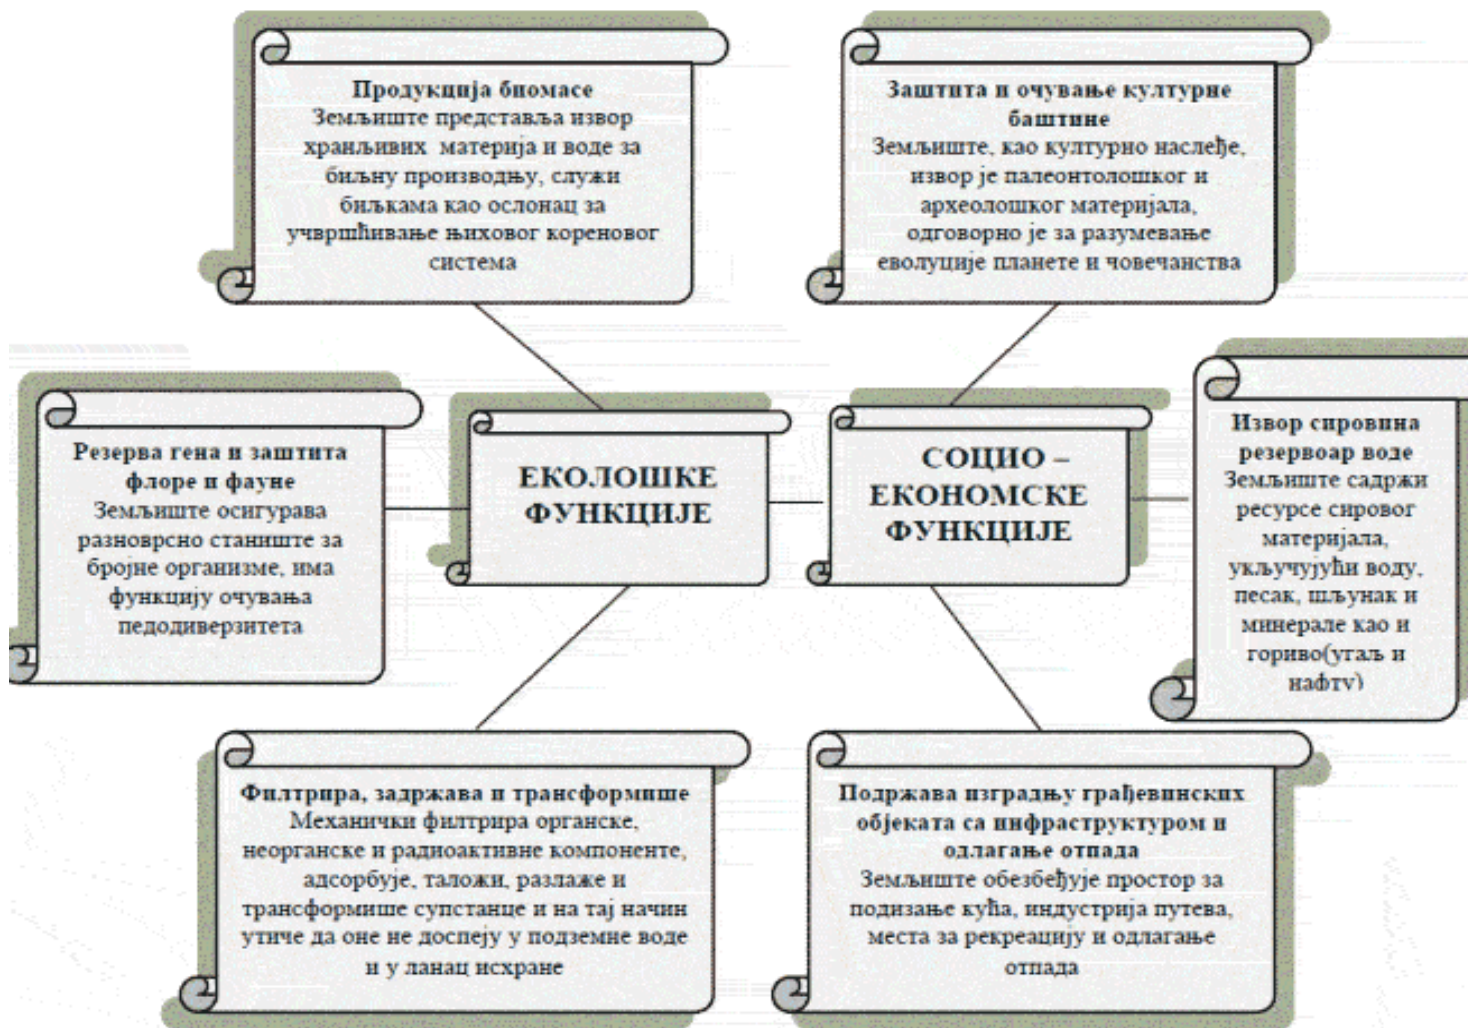 Продукција биомасе
Земљиште представља извор
хранљивих материја и воде за
биљну производњу, служи
биљкама као ослонац за
учвршћивање њиховог кореновог
система
Заштита и очување културне
баштине
Земљиште, као културно наслеђе,
извор је палеонтолошког и
археолошког материјала,
одговорно је за разумевање
еволуције планете и човечанства
Резерва гена и заштита
флоре и фауне
Земљиште осигурава
разноврсно станиште за
бројне организме, има
функцију очувања
педодиверзитета
ЕКОЛОШКЕ
ФУНКЦИЈЕ
СОЦИО –
ЕКОНОМСКЕ
ФУНКЦИЈЕ
Извор сировина
резервоар воде
Земљиште садржи
ресурсе сировог
материјала,
укључујући воду,
песак, шљунак и
минерале као и
гориво(угаљ и
нафту)
Филтрира, задржава и трансформише
Механички филтрира органске,
неорганске и радиоактивне компоненте,
адсорбује, таложи, разлаже и
трансформише супстанце и на тај начин
утиче да оне не доспеју у подземне воде
и у ланац исхране
Подржава изградњу грађевинских
објеката са инфраструктуром и
одлагање отпада
Земљиште обезбеђује простор за
подизање кућа, индустрија путева,
места за рекреацију и одлагање
отпада